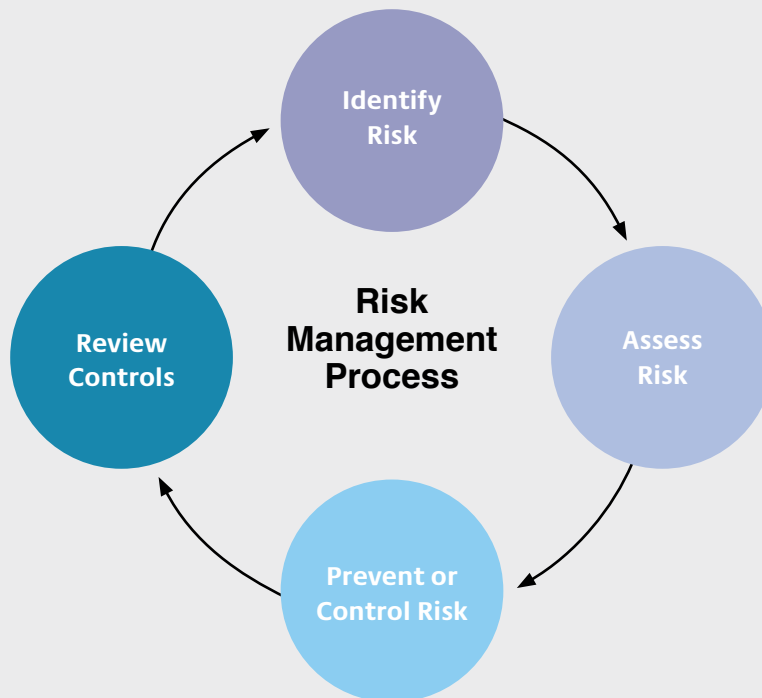 Identify
Risk
Risk
Management
Process
Review
Controls
Assess
Risk
Prevent or
Control Risk